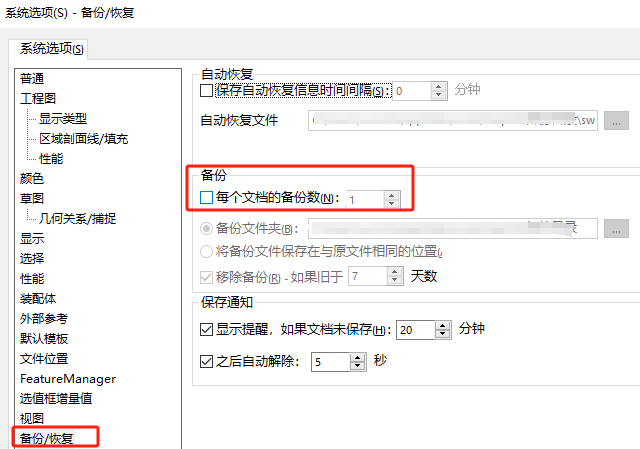 系统选项(S) - 备份/恢复
系统选项(S)
普通
工程图
显示类型
区域剖面线/填充
性能
颜色
草图
几何关系/捕捉
显示
选择
性能
装配体
外部参考
默认模板
文件位置
FeatureManager
选值框增量值
视图
备份/恢复
自动恢复
保存自动恢复信息时间间隔(S): 0 分钟
自动恢复文件 \sw ...
备份
每个文档的备份数(N): 1
备份文件夹(B): ...
将备份文件保存在与原文件相同的位置(
移除备份(R) - 如果旧于 7 天数
保存通知
显示提醒，如果文档未保存(H): 20 分钟
之后自动解除: 5 秒